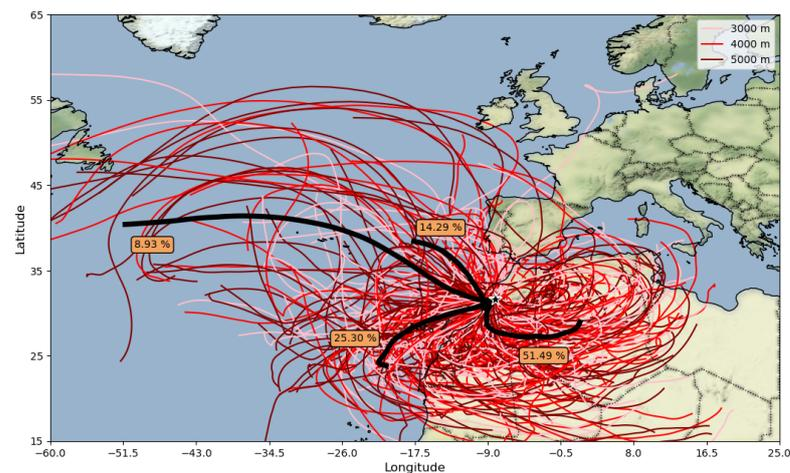 65
55
45
35
25
15
Latitude
3000 m
4000 m
5000 m
14.29 %
8.93 %
25.30 %
51.49 %
-60.0 -51.5 -43.0 -34.5 -26.0 -17.5 -9.0 -0.5 8.0 16.5 25.0
Longitude